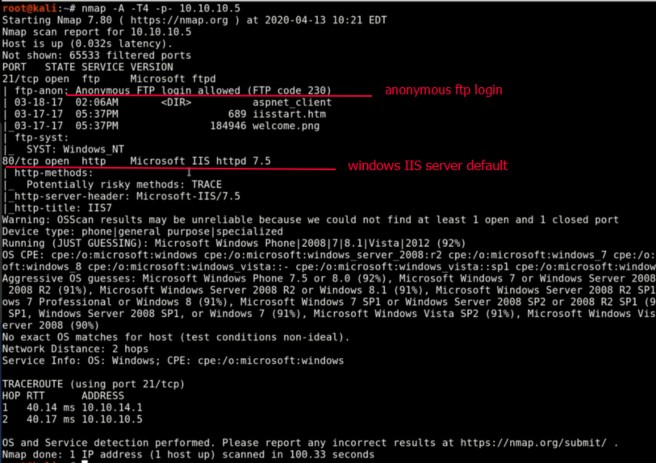 root@kali:~# nmap -A -T4 -p- 10.10.10.5
Starting Nmap 7.80 ( https://nmap.org ) at 2020-04-13 10:21 EDT
Nmap scan report for 10.10.10.5
Host is up (0.032s latency).
Not shown: 65533 filtered ports
PORT   STATE SERVICE VERSION
21/tcp open  ftp     Microsoft ftpd
| ftp-anon: Anonymous FTP login allowed (FTP code 230)
anonymous ftp login
| 03-18-17  02:06AM       <DIR>          aspnet_client
| 03-17-17  05:37PM                  689 iisstart.htm
|_03-17-17  05:37PM               184946 welcome.png
| ftp-syst:
|_  SYST: Windows_NT
80/tcp open  http    Microsoft IIS httpd 7.5
windows IIS server default
| http-methods:
|_  Potentially risky methods: TRACE
|_http-server-header: Microsoft-IIS/7.5
|_http-title: IIS7
Warning: OSScan results may be unreliable because we could not find at least 1 open and 1 closed port
Device type: phone|general purpose|specialized
Running (JUST GUESSING): Microsoft Windows Phone|2008|7|8.1|Vista|2012 (92%)
OS CPE: cpe:/o:microsoft:windows cpe:/o:microsoft:windows_server_2008:r2 cpe:/o:microsoft:windows_7 cpe:/o:
oft:windows_8 cpe:/o:microsoft:windows_vista::- cpe:/o:microsoft:windows_vista::sp1 cpe:/o:microsoft:window
Aggressive OS guesses: Microsoft Windows Phone 7.5 or 8.0 (92%), Microsoft Windows 7 or Windows Server 2008
2008 R2 (91%), Microsoft Windows Server 2008 R2 or Windows 8.1 (91%), Microsoft Windows Server 2008 R2 SP1
ows 7 Professional or Windows 8 (91%), Microsoft Windows 7 SP1 or Windows Server 2008 SP2 or 2008 R2 SP1 (9
SP1, Windows Server 2008 SP1, or Windows 7 (91%), Microsoft Windows Vista SP2 (91%), Microsoft Windows Vis
erver 2008 (90%)
No exact OS matches for host (test conditions non-ideal).
Network Distance: 2 hops
Service Info: OS: Windows; CPE: cpe:/o:microsoft:windows
TRACEROUTE (using port 21/tcp)
HOP RTT      ADDRESS
1   40.14 ms 10.10.14.1
2   40.17 ms 10.10.10.5
OS and Service detection performed. Please report any incorrect results at https://nmap.org/submit/ .
Nmap done: 1 IP address (1 host up) scanned in 100.33 seconds